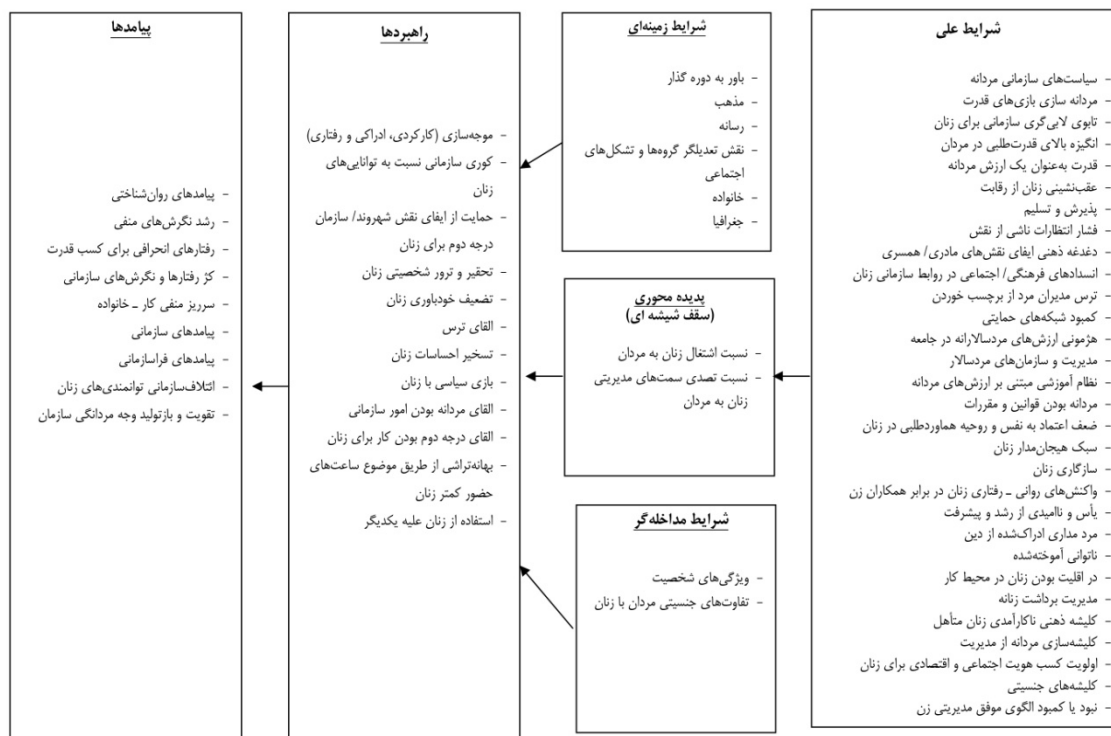 شرایط علی
- سیاست‌های سازمانی مردانه
- مردانه سازی بازی‌های قدرت
- تابوی لابی‌گری سازمانی برای زنان
- انگیزه بالای قدرت‌طلبی در مردان
- قدرت به‌عنوان یک ارزش مردانه
- عقب‌نشینی زنان از رقابت
- پذیرش و تسلیم
- فشار انتظارات ناشی از نقش
- دغدغه ذهنی ایفای نقش‌های مادری/ همسری
- انسدادهای فرهنگی/ اجتماعی در روابط سازمانی زنان
- ترس مدیران مرد از برچسب خوردن
- کمبود شبکه‌های حمایتی
- هژمونی ارزش‌های مردسالارانه در جامعه
- مدیریت و سازمان‌های مردسالار
- نظام آموزشی مبتنی بر ارزش‌های مردانه
- مردانه بودن قوانین و مقررات
- ضعف اعتماد به نفس و روحیه هماوردطلبی در زنان
- سبک هیجان‌مدار زنان
- سازگاری زنان
- واکنش‌های روانی ـ رفتاری زنان در برابر همکاران زن
- یأس و ناامیدی از رشد و پیشرفت
- مرد مداری ادراک‌شده از دین
- ناتوانی آموخته‌شده
- در اقلیت بودن زنان در محیط کار
- مدیریت برداشت زنانه
- کلیشه ذهنی ناکارآمدی زنان متأهل
- کلیشه‌سازی مردانه از مدیریت
- اولویت کسب هویت اجتماعی و اقتصادی برای زنان
- کلیشه‌های جنسیتی
- نبود یا کمبود الگوی موفق مدیریتی زن
شرایط زمینه‌ای
- باور به دوره گذار
- مذهب
- رسانه
- نقش تعدیلگر گروه‌ها و تشکل‌های
اجتماعی
- خانواده
- جغرافیا
پدیده محوری
(سقف شیشه ای)
- نسبت اشتغال زنان به مردان
- نسبت تصدی سمت‌های مدیریتی
زنان به مردان
شرایط مداخله‌گر
- ویژگی‌های شخصیت
- تفاوت‌های جنسیتی مردان با زنان
راهبردها
- موجه‌سازی (کارکردی، ادراکی و رفتاری)
- کوری سازمانی نسبت به توانایی‌های
زنان
- حمایت از ایفای نقش شهروند/ سازمان
درجه دوم برای زنان
- تحقیر و ترور شخصیتی زنان
- تضعیف خودباوری زنان
- القای ترس
- تسخیر احساسات زنان
- بازی سیاسی با زنان
- القای مردانه بودن امور سازمانی
- القای درجه دوم بودن کار برای زنان
- بهانه‌تراشی از طریق موضوع ساعت‌های
حضور کمتر زنان
- استفاده از زنان علیه یکدیگر
پیامدها
- پیامدهای روان‌شناختی
- رشد نگرش‌های منفی
- رفتارهای انحرافی برای کسب قدرت
- کژ رفتارها و نگرش‌های سازمانی
- سرریز منفی کار ـ خانواده
- پیامدهای سازمانی
- پیامدهای فراسازمانی
- ائتلاف‌سازمانی توانمندی‌های زنان
- تقویت و بازتولید وجه مردانگی سازمان